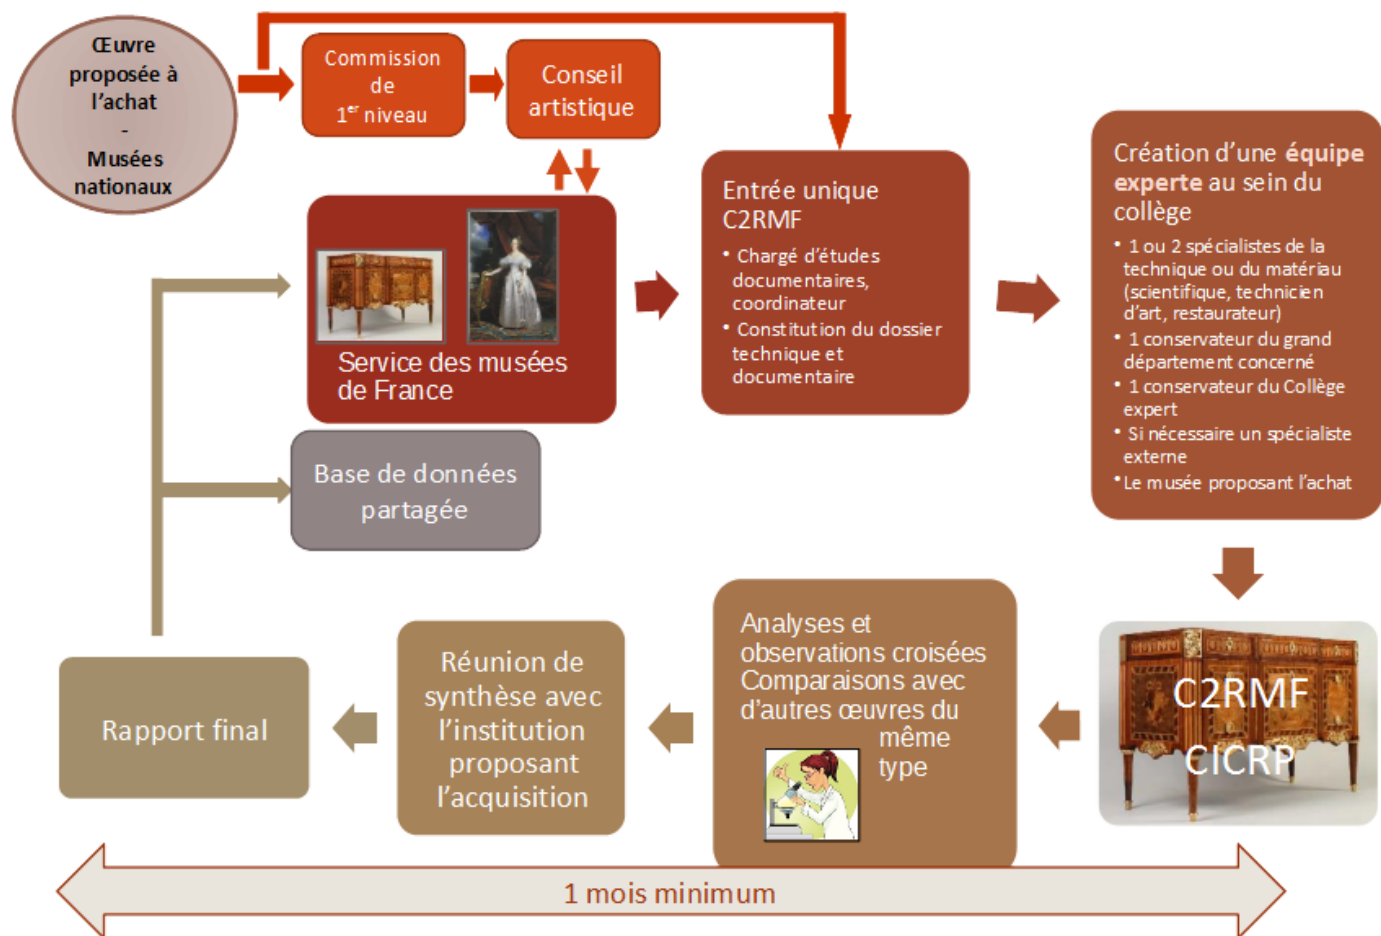 Œuvre
proposée à
l’achat
-
Musées
nationaux
Commission
de
1er niveau
Conseil
artistique
Service des musées
de France
Entrée unique
C2RMF
• Chargé d’études
documentaires,
coordinateur
• Constitution du dossier
technique et
documentaire
Création d’une équipe
experte au sein du
collège
• 1 ou 2 spécialistes de la
technique ou du matériau
(scientifique, technicien
d’art, restaurateur)
• 1 conservateur du grand
département concerné
• 1 conservateur du Collège
expert
• Si nécessaire un spécialiste
externe
• Le musée proposant l’achat
Base de données
partagée
C2RMF
CICRP
Analyses et
observations croisées
Comparaisons avec
d’autres œuvres du
même
type
Réunion de
synthèse avec
l’institution
proposant
l’acquisition
Rapport final
1 mois minimum